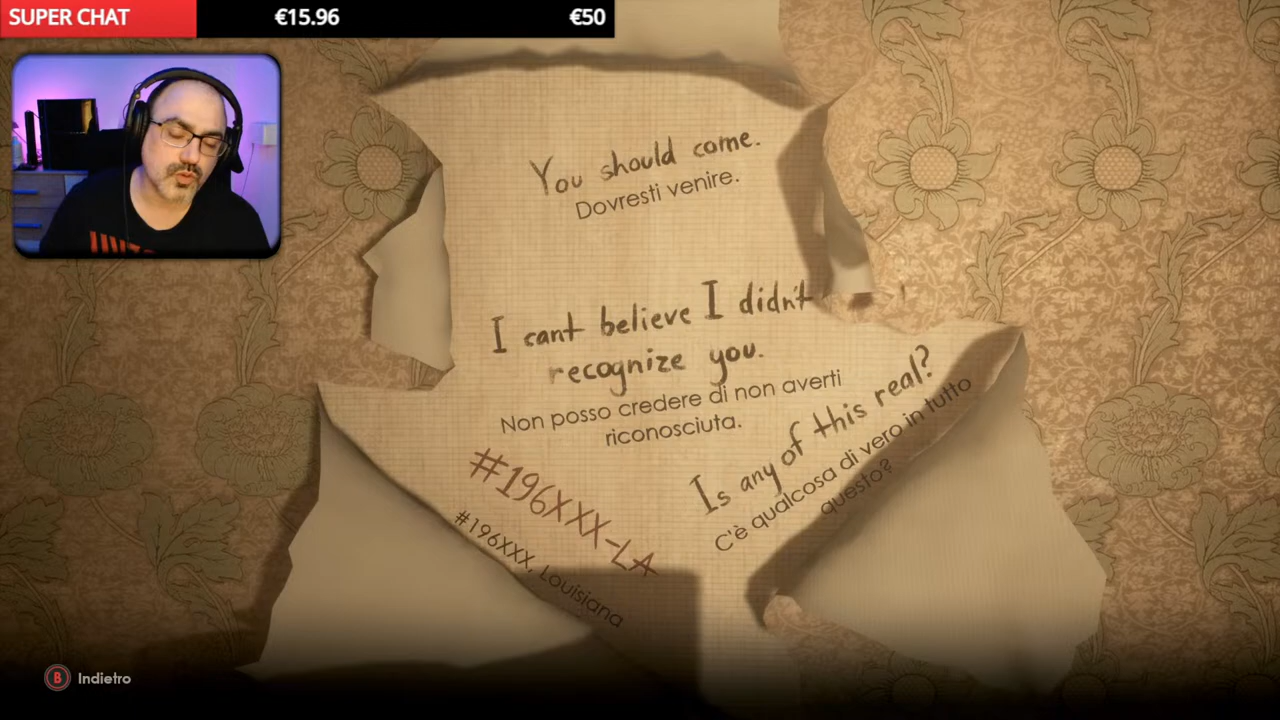 SUPER CHAT €15.96 €50
You should come.
Dovresti venire.
I cant believe I didn't
recognize you.
Non posso credere di non averti
riconosciuta.
Is any of this real?
C'è qualcosa di vero in tutto
questo?
#196XXX-LA
#196XXX, Louisiana
B Indietro